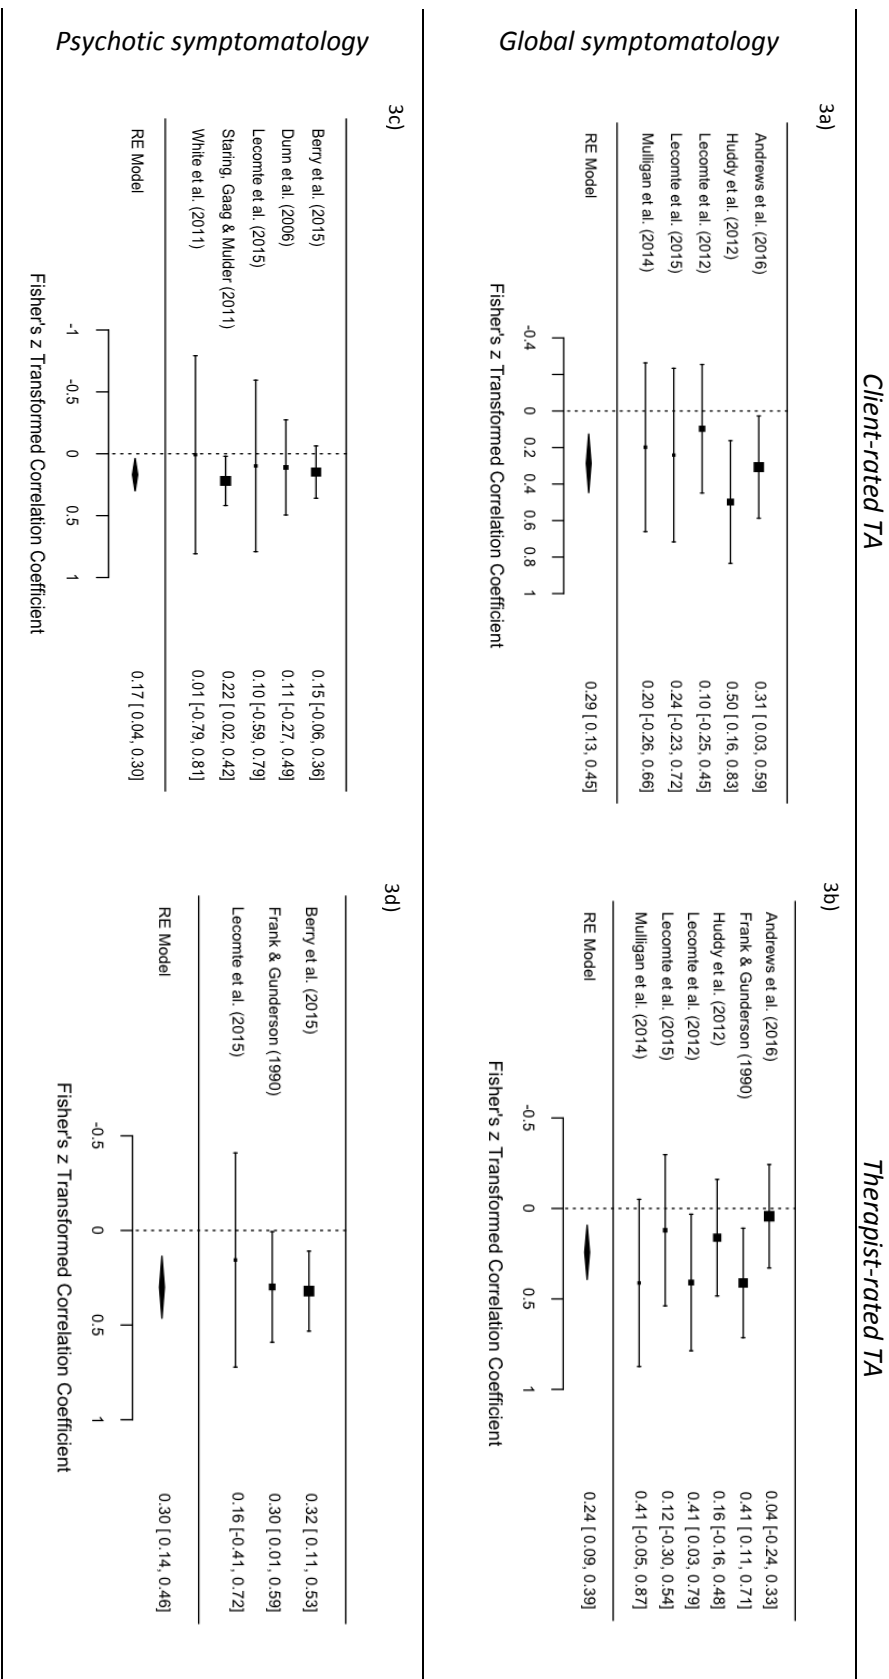 Client-rated TA
Therapist-rated TA
Global symptomatology
3a)
Andrews et al. (2016) 0.31 [ 0.03, 0.59]
Huddy et al. (2012) 0.50 [ 0.16, 0.83]
Lecomte et al. (2012) 0.10 [-0.25, 0.45]
Lecomte et al. (2015) 0.24 [-0.23, 0.72]
Mulligan et al. (2014) 0.20 [-0.26, 0.66]
RE Model 0.29 [ 0.13, 0.45]
-0.4 0 0.2 0.4 0.6 0.8 1
Fisher's z Transformed Correlation Coefficient
3b)
Andrews et al. (2016) 0.04 [-0.24, 0.33]
Frank & Gunderson (1990) 0.41 [ 0.11, 0.71]
Huddy et al. (2012) 0.16 [-0.16, 0.48]
Lecomte et al. (2012) 0.41 [ 0.03, 0.79]
Lecomte et al. (2015) 0.12 [-0.30, 0.54]
Mulligan et al. (2014) 0.41 [-0.05, 0.87]
RE Model 0.24 [ 0.09, 0.39]
-0.5 0 0.5 1
Fisher's z Transformed Correlation Coefficient
Psychotic symptomatology
3c)
Berry et al. (2015) 0.15 [-0.06, 0.36]
Dunn et al. (2006) 0.11 [-0.27, 0.49]
Lecomte et al. (2015) 0.10 [-0.59, 0.79]
Staring, Gaag & Mulder (2011) 0.22 [ 0.02, 0.42]
White et al. (2011) 0.01 [-0.79, 0.81]
RE Model 0.17 [ 0.04, 0.30]
-1 -0.5 0 0.5 1
Fisher's z Transformed Correlation Coefficient
3d)
Berry et al. (2015) 0.32 [ 0.11, 0.53]
Frank & Gunderson (1990) 0.30 [ 0.01, 0.59]
Lecomte et al. (2015) 0.16 [-0.41, 0.72]
RE Model 0.30 [ 0.14, 0.46]
-0.5 0 0.5 1
Fisher's z Transformed Correlation Coefficient